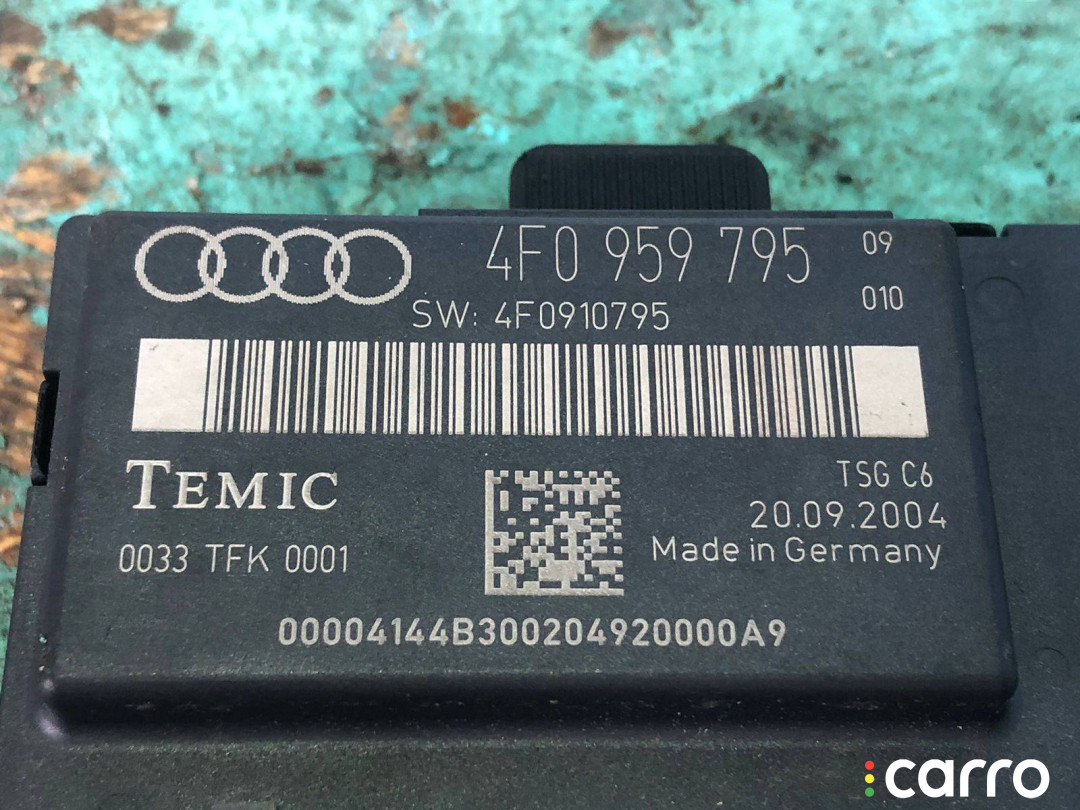 4F0 959 795 09
SW: 4F0910795 010
TEMIC
TSG C6
20.09.2004
0033 TFK 0001
Made in Germany
00004144B300204920000A9
carro